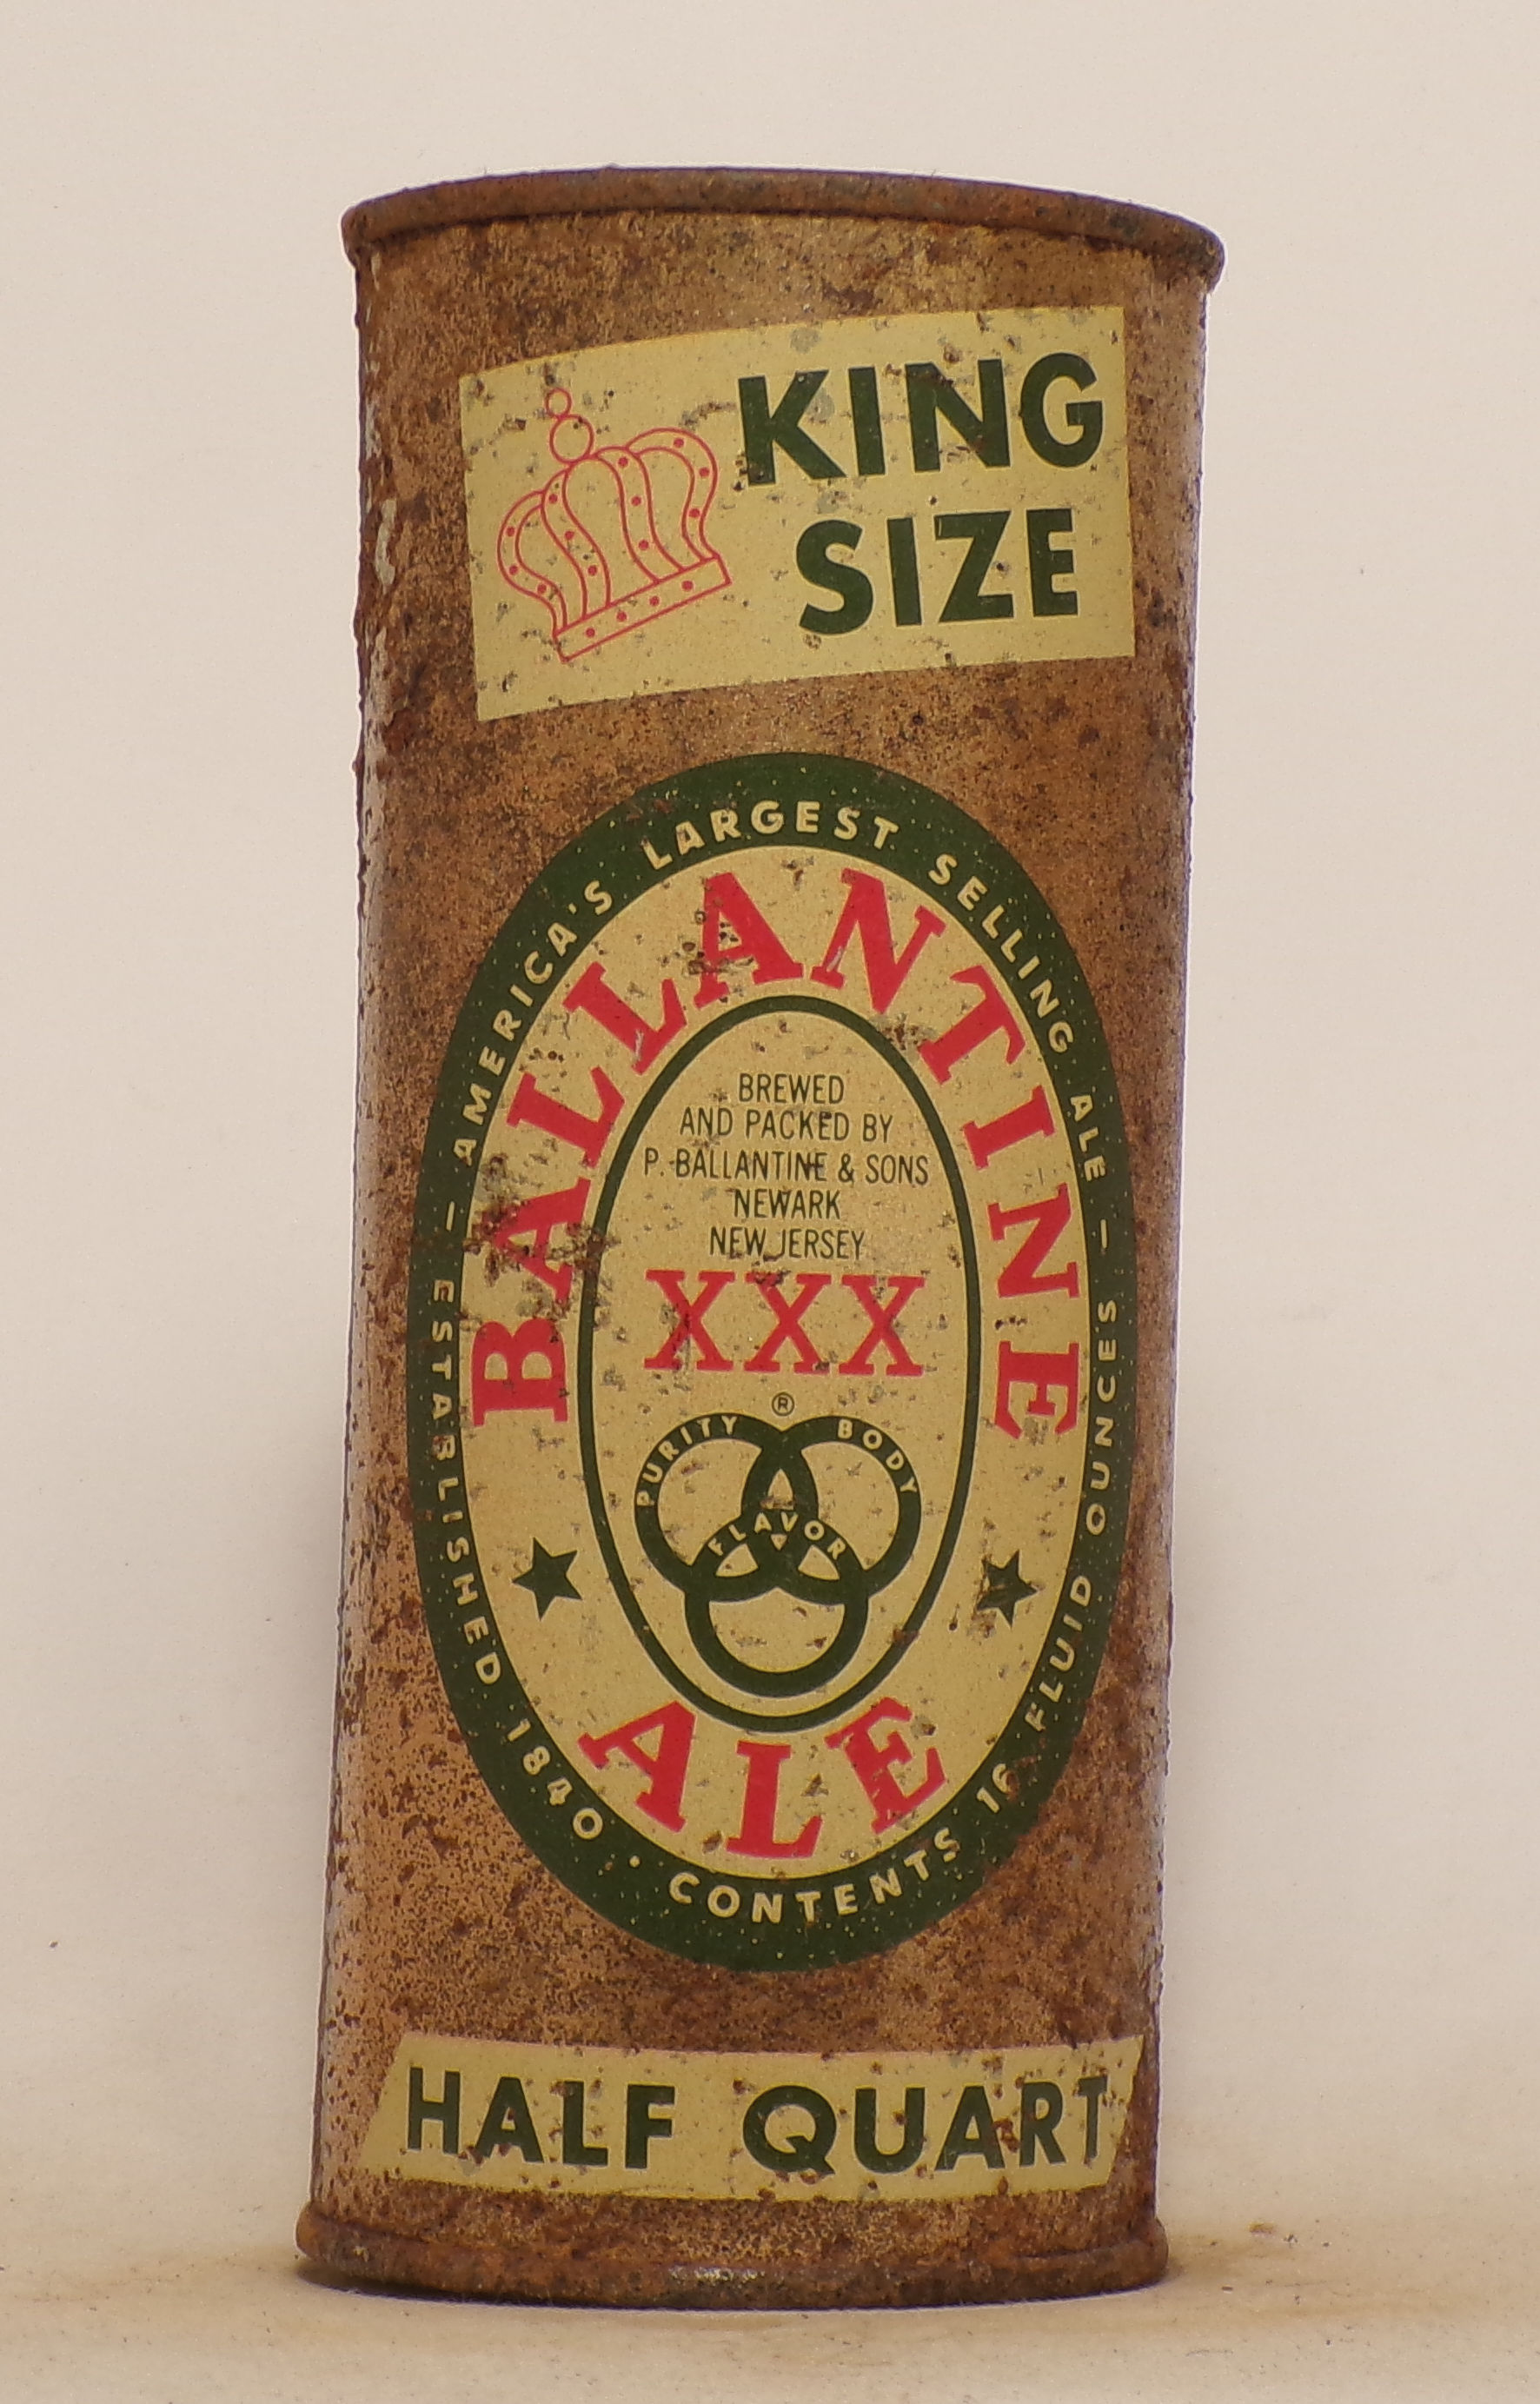 KING
SIZE
— AMERICA'S LARGEST SELLING ALE —
BALLANTINE
BREWED
AND PACKED BY
P. BALLANTINE & SONS
NEWARK
NEW JERSEY
XXX
®
PURITY BODY
FLAVOR
ALE
ESTABLISHED 1840 • CONTENTS 16 FLUID OUNCES
HALF QUART